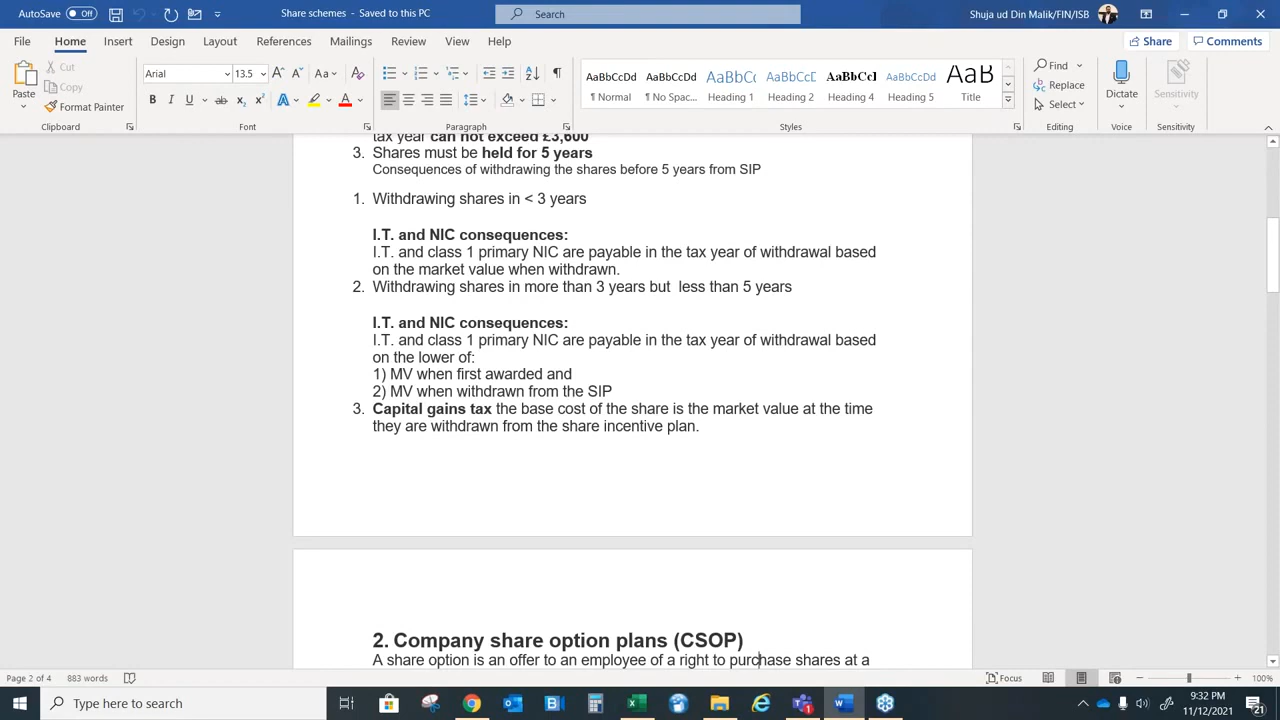 AutoSave Off
Share schemes - Saved to this PC
Search
Shuja ud Din Malik/FIN/ISB
File Home Insert Design Layout References Mailings Review View Help
Share Comments
Paste
Cut
Copy
Format Painter
Clipboard
Arial 13.5
Font
Paragraph
AaBbCcDd AaBbCcDd AaBbCc AaBbCcD AaBbCcI AaBbCcDd AaB
¶ Normal ¶ No Spac... Heading 1 Heading 2 Heading 4 Heading 5 Title
Styles
Find
Replace
Select
Editing
Dictate
Voice
Sensitivity
Sensitivity
tax year can not exceed £3,600
3. Shares must be held for 5 years
Consequences of withdrawing the shares before 5 years from SIP
1. Withdrawing shares in < 3 years
I.T. and NIC consequences:
I.T. and class 1 primary NIC are payable in the tax year of withdrawal based
on the market value when withdrawn.
2. Withdrawing shares in more than 3 years but less than 5 years
I.T. and NIC consequences:
I.T. and class 1 primary NIC are payable in the tax year of withdrawal based
on the lower of:
1) MV when first awarded and
2) MV when withdrawn from the SIP
3. Capital gains tax the base cost of the share is the market value at the time
they are withdrawn from the share incentive plan.
2. Company share option plans (CSOP)
A share option is an offer to an employee of a right to purchase shares at a
Page 2 of 4 883 words
Focus
100%
Type here to search
9:32 PM
11/12/2021
21